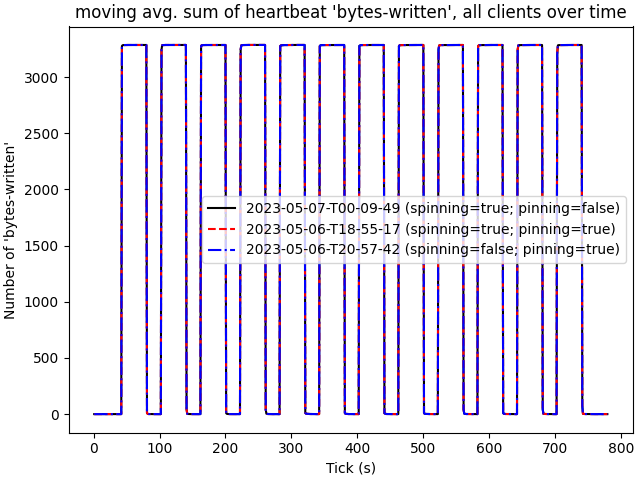 moving avg. sum of heartbeat 'bytes-written', all clients over time
Number of 'bytes-written'
3000
2500
2000
1500
1000
500
0
2023-05-07-T00-09-49 (spinning=true; pinning=false)
2023-05-06-T18-55-17 (spinning=true; pinning=true)
2023-05-06-T20-57-42 (spinning=false; pinning=true)
0 100 200 300 400 500 600 700 800
Tick (s)